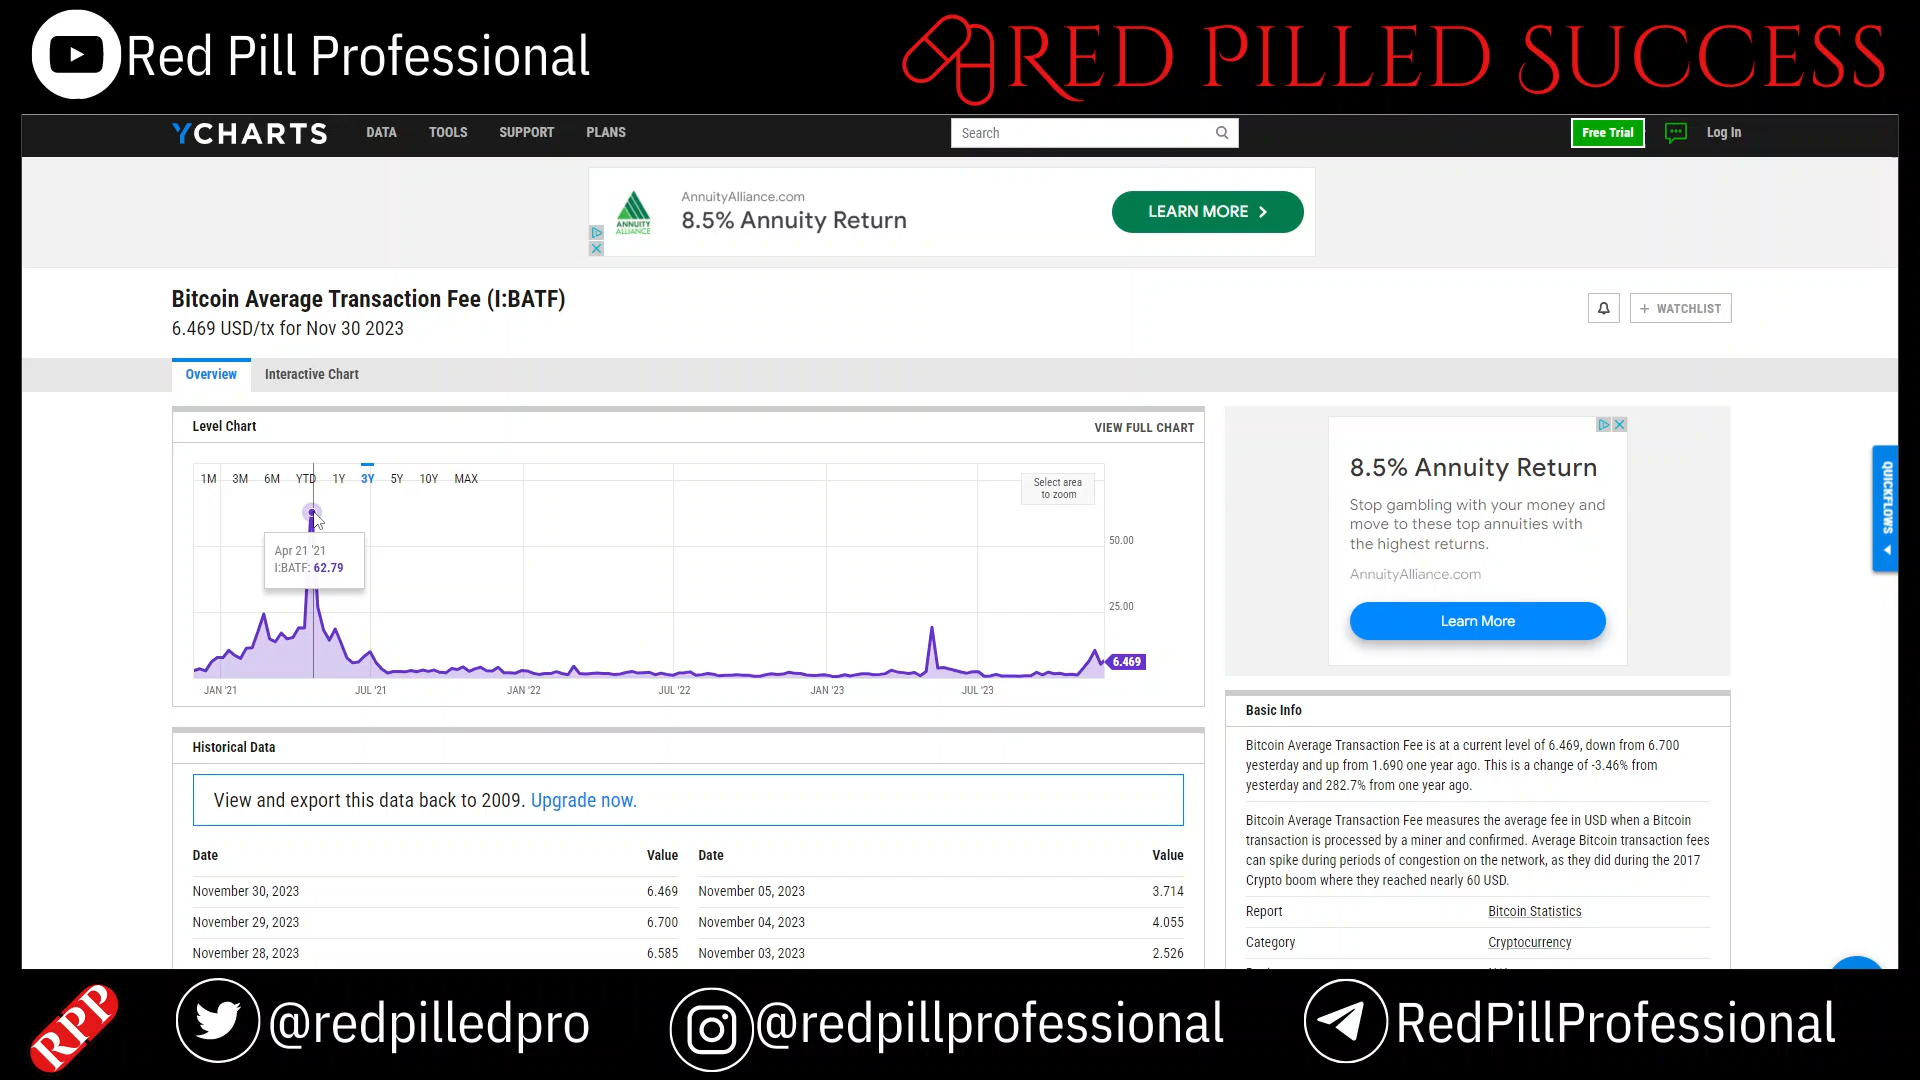 Red Pill Professional
RED PILLED SUCCESS
YCHARTS
DATA
TOOLS
SUPPORT
PLANS
Search
Free Trial
Log In
ANNUITY
ALLIANCE
AnnuityAlliance.com
8.5% Annuity Return
LEARN MORE
Bitcoin Average Transaction Fee (I:BATF)
6.469 USD/tx for Nov 30 2023
+ WATCHLIST
Overview
Interactive Chart
Level Chart
VIEW FULL CHART
1M 3M 6M YTD 1Y 3Y 5Y 10Y MAX
Select area
to zoom
Apr 21 '21
I:BATF: 62.79
50.00
25.00
6.469
JAN '21
JUL '21
JAN '22
JUL '22
JAN '23
JUL '23
8.5% Annuity Return
Stop gambling with your money and
move to these top annuities with
the highest returns.
AnnuityAlliance.com
Learn More
QUICKFLOWS
Historical Data
View and export this data back to 2009. Upgrade now.
Date Value Date Value
November 30, 2023 6.469 November 05, 2023 3.714
November 29, 2023 6.700 November 04, 2023 4.055
November 28, 2023 6.585 November 03, 2023 2.526
Basic Info
Bitcoin Average Transaction Fee is at a current level of 6.469, down from 6.700
yesterday and up from 1.690 one year ago. This is a change of -3.46% from
yesterday and 282.7% from one year ago.
Bitcoin Average Transaction Fee measures the average fee in USD when a Bitcoin
transaction is processed by a miner and confirmed. Average Bitcoin transaction fees
can spike during periods of congestion on the network, as they did during the 2017
Crypto boom where they reached nearly 60 USD.
Report Bitcoin Statistics
Category Cryptocurrency
RPP
@redpilledpro
@redpillprofessional
RedPillProfessional